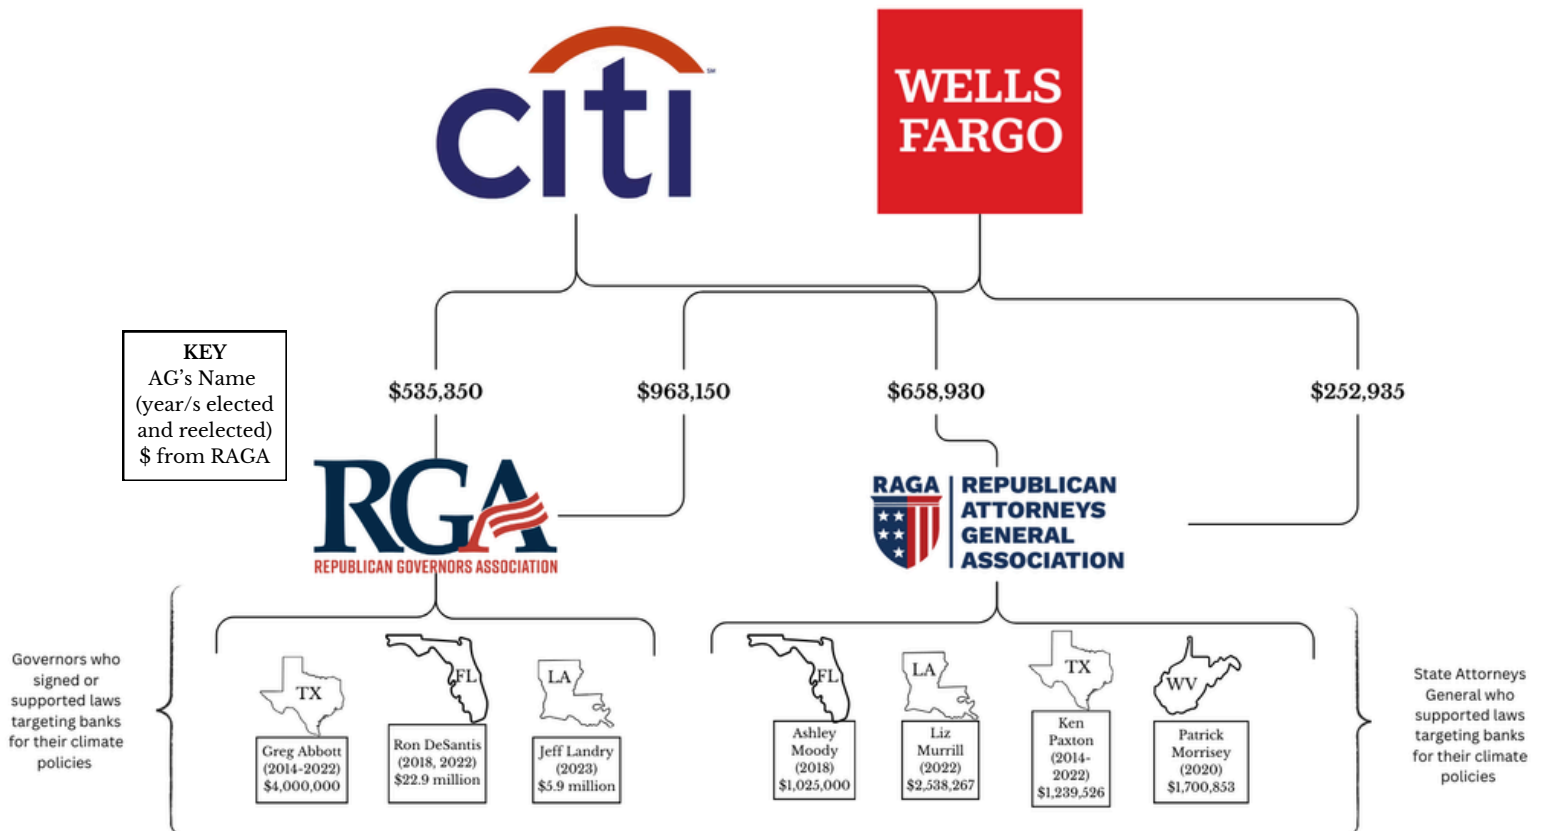 citi
SM
WELLS
FARGO
KEY
AG's Name
(year/s elected
and reelected)
$ from RAGA
$535,350
$963,150
$658,930
$252,935
RGA
REPUBLICAN GOVERNORS ASSOCIATION
RAGA
REPUBLICAN
ATTORNEYS
GENERAL
ASSOCIATION
Governors who
signed or
supported laws
targeting banks
for their climate
policies
TX
Greg Abbott
(2014-2022)
$4,000,000
FL
Ron DeSantis
(2018, 2022)
$22.9 million
LA
Jeff Landry
(2023)
$5.9 million
FL
Ashley
Moody
(2018)
$1,025,000
LA
Liz
Murrill
(2022)
$2,538,267
TX
Ken
Paxton
(2014-
2022)
$1,239,526
WV
Patrick
Morrisey
(2020)
$1,700,853
State Attorneys
General who
supported laws
targeting banks
for their climate
policies